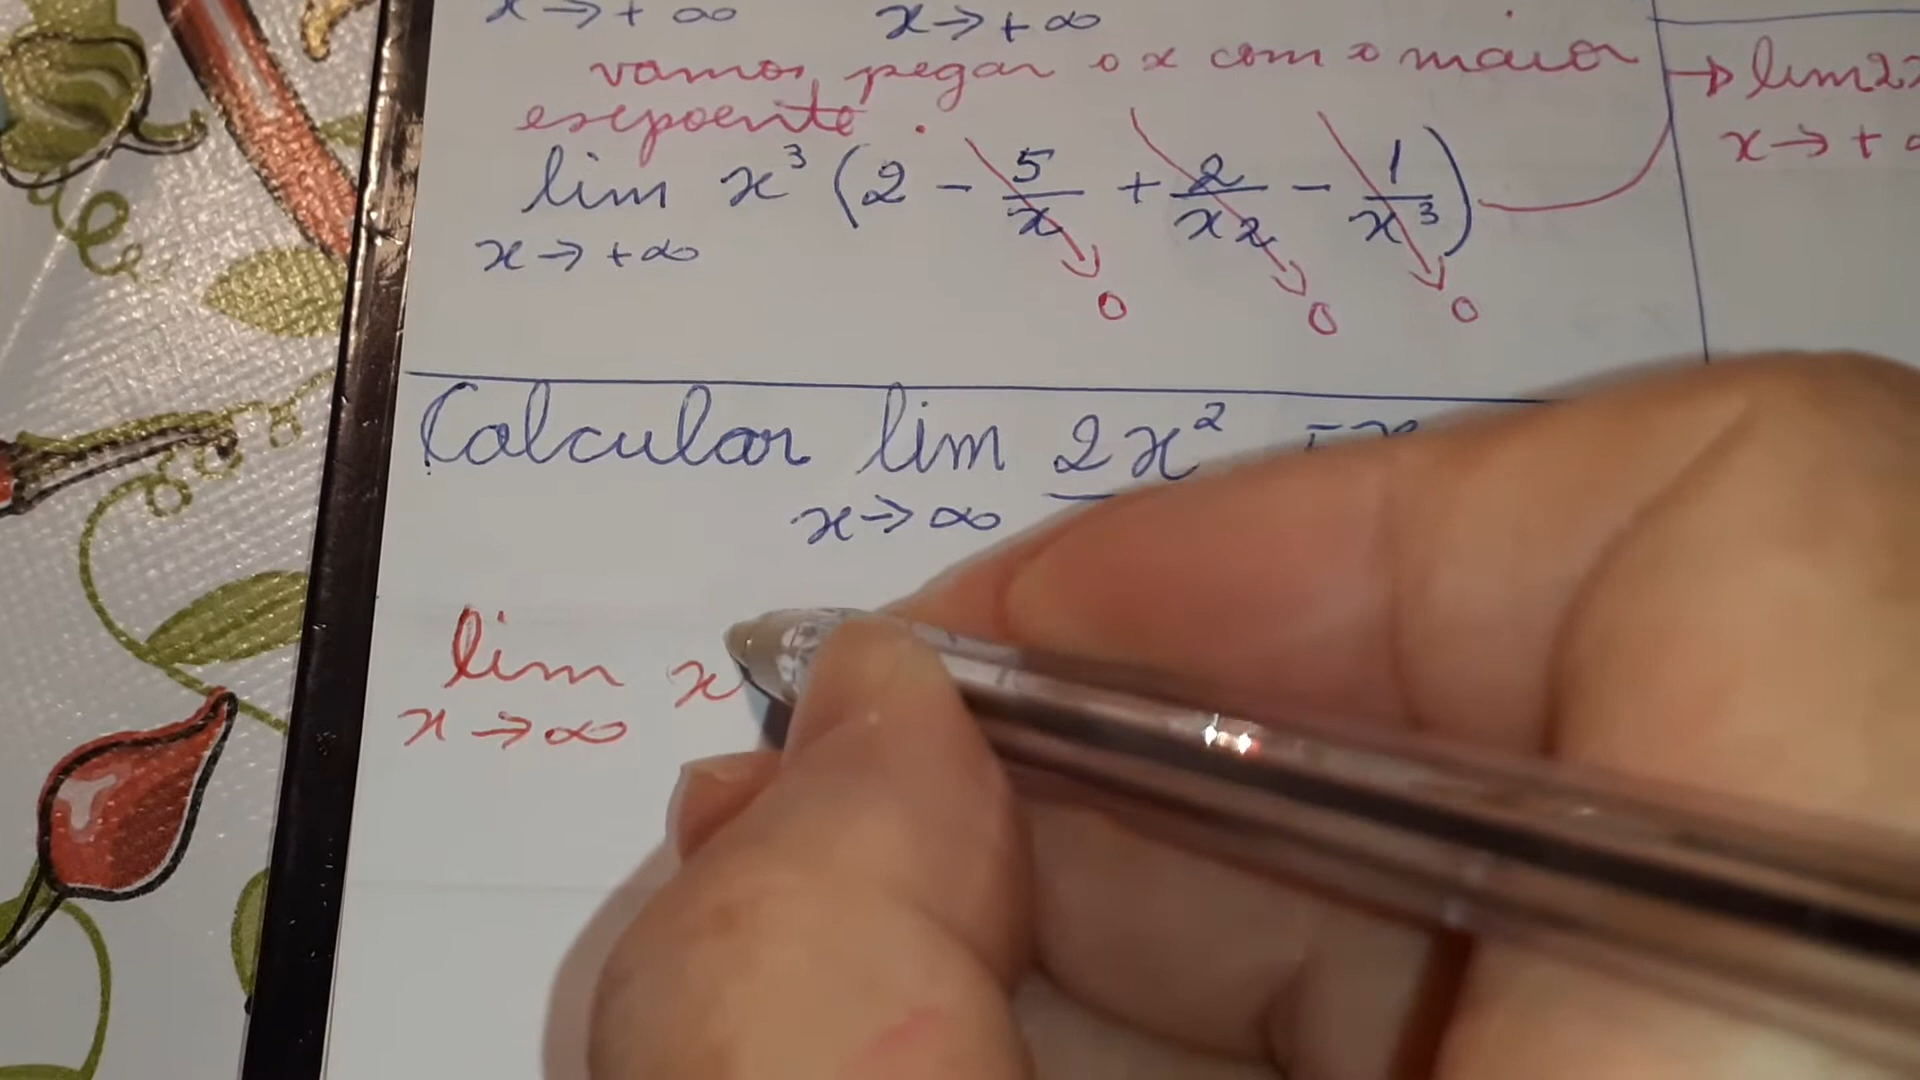 x → + ∞ x → + ∞
vamos pegar o x com o maior
expoente.
→ lim 2x
x → +
lim x³ (2 - 5/x + 2/x² - 1/x³)
x → +∞
0 0 0
Calcular lim 2x²
x → ∞
lim x
x → ∞